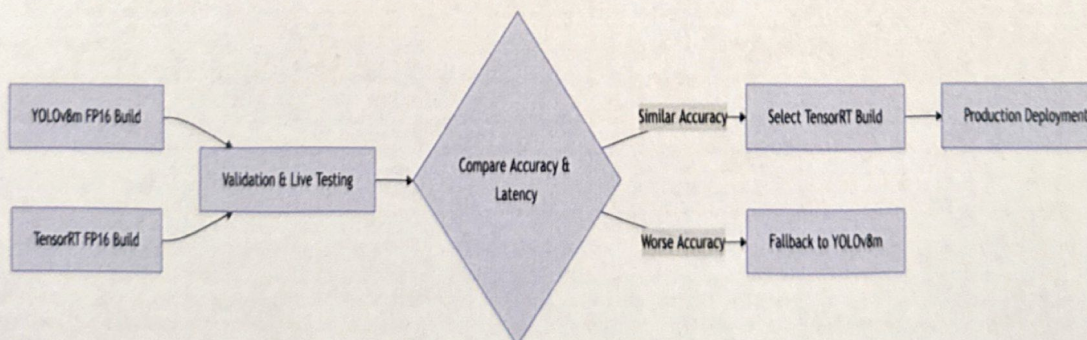 YOLOv8m FP16 Build
TensorRT FP16 Build
Validation & Live Testing
Compare Accuracy &
Latency
Similar Accuracy
Select TensorRT Build
Production Deployment
Worse Accuracy
Fallback to YOLOv8m